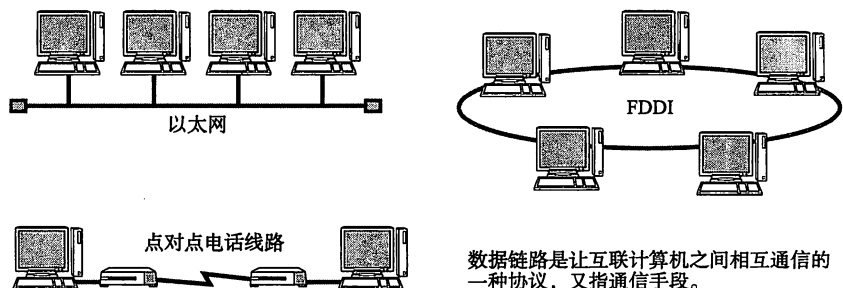 以太网
FDDI
点对点电话线路
数据链路是让互联计算机之间相互通信的
一种协议，又指通信手段。